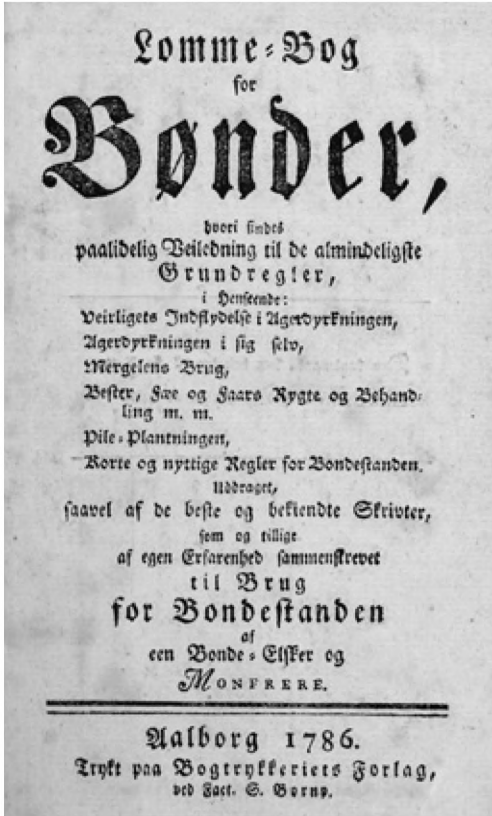 Lomme-Bog
for
Bønder,
hvori findes
paalidelig Veiledning til de almindeligste
Grundregler,
i Henseende:
Veirligets Indflydelse i Agerdyrkningen,
Agerdyrkningen i sig selv,
Mergelens Brug,
Bester, Fæe og Faars Rygte og Behand-
ling m. m.
Pile-Plantningen,
Korte og nyttige Regler for Bondestanden.
Uddraget,
saavel af de beste og bekiendte Skrivter,
som og tillige
af egen Erfarenhed sammenskrevet
til Brug
for Bondestanden
af
een Bonde-Elsker og
MONFRERE.
Aalborg 1786.
Trykt paa Bogtrykkeriets Forlag,
ved Fact. S.